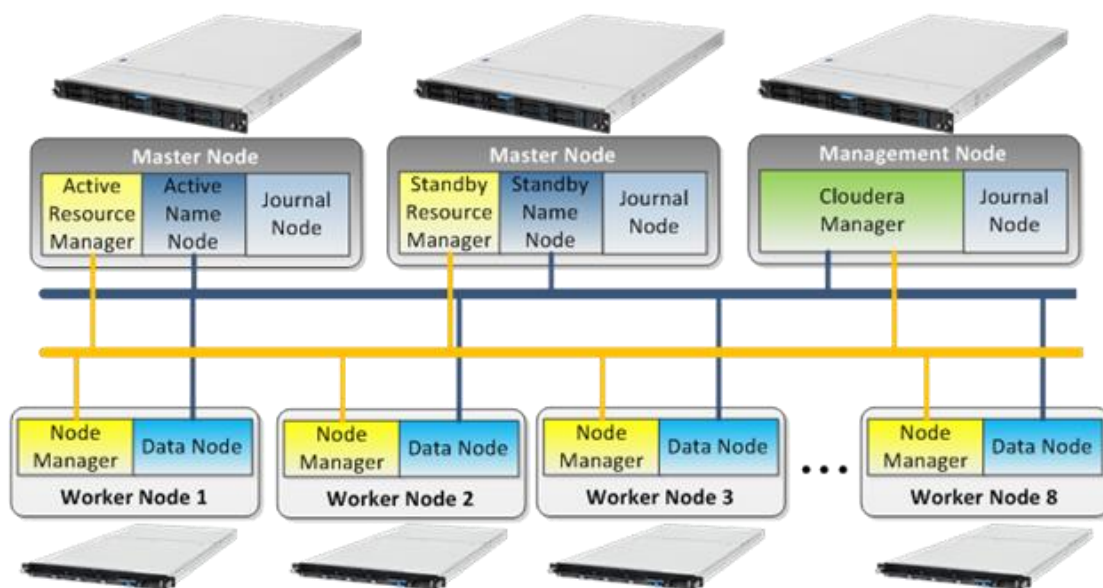 Master Node
Active
Resource
Manager
Active
Name
Node
Journal
Node
Master Node
Standby
Resource
Manager
Standby
Name
Node
Journal
Node
Management Node
Cloudera
Manager
Journal
Node
Node
Manager
Data Node
Worker Node 1
Node
Manager
Data Node
Worker Node 2
Node
Manager
Data Node
Worker Node 3
...
Node
Manager
Data Node
Worker Node 8